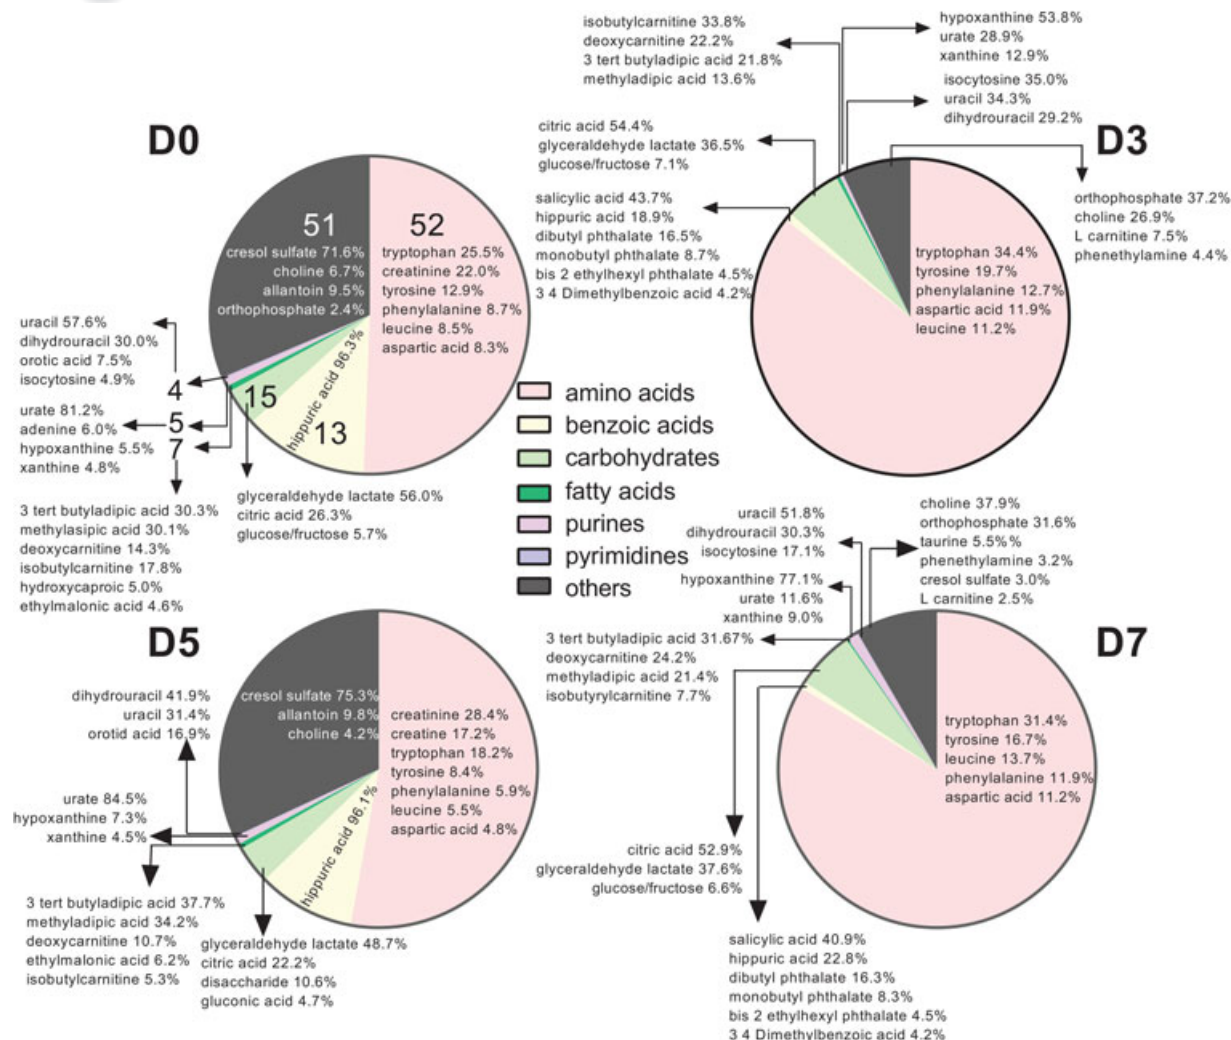 D0
51
cresol sulfate 71.6%
choline 6.7%
allantoin 9.5%
orthophosphate 2.4%
52
tryptophan 25.5%
creatinine 22.0%
tyrosine 12.9%
phenylalanine 8.7%
leucine 8.5%
aspartic acid 8.3%
hippuric acid 96.3%
13
15
uracil 57.6%
dihydrouracil 30.0%
orotic acid 7.5%
isocytosine 4.9%
4
urate 81.2%
adenine 6.0%
hypoxanthine 5.5%
xanthine 4.8%
5
7
3 tert butyladipic acid 30.3%
methylasipic acid 30.1%
deoxycarnitine 14.3%
isobutylcarnitine 17.8%
hydroxycaproic 5.0%
ethylmalonic acid 4.6%
glyceraldehyde lactate 56.0%
citric acid 26.3%
glucose/fructose 5.7%
D3
isobutylcarnitine 33.8%
deoxycarnitine 22.2%
3 tert butyladipic acid 21.8%
methyladipic acid 13.6%
hypoxanthine 53.8%
urate 28.9%
xanthine 12.9%
isocytosine 35.0%
uracil 34.3%
dihydrouracil 29.2%
citric acid 54.4%
glyceraldehyde lactate 36.5%
glucose/fructose 7.1%
salicylic acid 43.7%
hippuric acid 18.9%
dibutyl phthalate 16.5%
monobutyl phthalate 8.7%
bis 2 ethylhexyl phthalate 4.5%
3 4 Dimethylbenzoic acid 4.2%
orthophosphate 37.2%
choline 26.9%
L carnitine 7.5%
phenethylamine 4.4%
tryptophan 34.4%
tyrosine 19.7%
phenylalanine 12.7%
aspartic acid 11.9%
leucine 11.2%
amino acids
benzoic acids
carbohydrates
fatty acids
purines
pyrimidines
others
D5
cresol sulfate 75.3%
allantoin 9.8%
choline 4.2%
creatinine 28.4%
creatine 17.2%
tryptophan 18.2%
tyrosine 8.4%
phenylalanine 5.9%
leucine 5.5%
aspartic acid 4.8%
hippuric acid 96.1%
dihydrouracil 41.9%
uracil 31.4%
orotid acid 16.9%
urate 84.5%
hypoxanthine 7.3%
xanthine 4.5%
3 tert butyladipic acid 37.7%
methyladipic acid 34.2%
deoxycarnitine 10.7%
ethylmalonic acid 6.2%
isobutylcarnitine 5.3%
glyceraldehyde lactate 48.7%
citric acid 22.2%
disaccharide 10.6%
gluconic acid 4.7%
D7
uracil 51.8%
dihydrouracil 30.3%
isocytosine 17.1%
hypoxanthine 77.1%
urate 11.6%
xanthine 9.0%
choline 37.9%
orthophosphate 31.6%
taurine 5.5%%
phenethylamine 3.2%
cresol sulfate 3.0%
L carnitine 2.5%
3 tert butyladipic acid 31.67%
deoxycarnitine 24.2%
methyladipic acid 21.4%
isobutyrylcarnitine 7.7%
tryptophan 31.4%
tyrosine 16.7%
leucine 13.7%
phenylalanine 11.9%
aspartic acid 11.2%
citric acid 52.9%
glyceraldehyde lactate 37.6%
glucose/fructose 6.6%
salicylic acid 40.9%
hippuric acid 22.8%
dibutyl phthalate 16.3%
monobutyl phthalate 8.3%
bis 2 ethylhexyl phthalate 4.5%
3 4 Dimethylbenzoic acid 4.2%